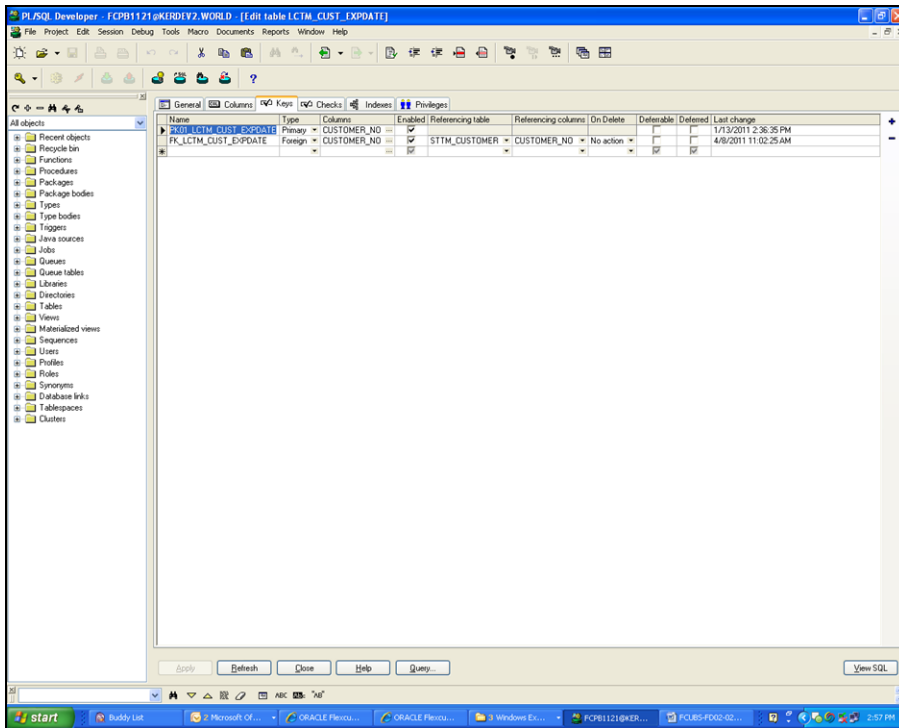 PL/SQL Developer - FCPB1121@KERDEV2.WORLD - [Edit table LCTM_CUST_EXPDATE]
File Project Edit Session Debug Tools Macro Documents Reports Window Help
General Columns Keys Checks Indexes Privileges
All objects
Recent objects
Recycle bin
Functions
Procedures
Packages
Package bodies
Types
Type bodies
Triggers
Java sources
Jobs
Queues
Queue tables
Libraries
Directories
Tables
Views
Materialized views
Sequences
Users
Profiles
Roles
Synonyms
Database links
Tablespaces
Clusters
Name Type Columns Enabled Referencing table Referencing columns On Delete Deferrable Deferred Last change
PK01_LCTM_CUST_EXPDATE Primary CUSTOMER_NO 1/13/2011 2:36:35 PM
FK_LCTM_CUST_EXPDATE Foreign CUSTOMER_NO STTM_CUSTOMER CUSTOMER_NO No action 4/8/2011 11:02:25 AM
Apply Refresh Close Help Query... View SQL
ABC "AB"
start Buddy List 2 Microsoft Of... ORACLE Flexcu... ORACLE Flexcu... 3 Windows Ex... FCPB1121@KER... FCUBS-FD02-02... 2:57 PM